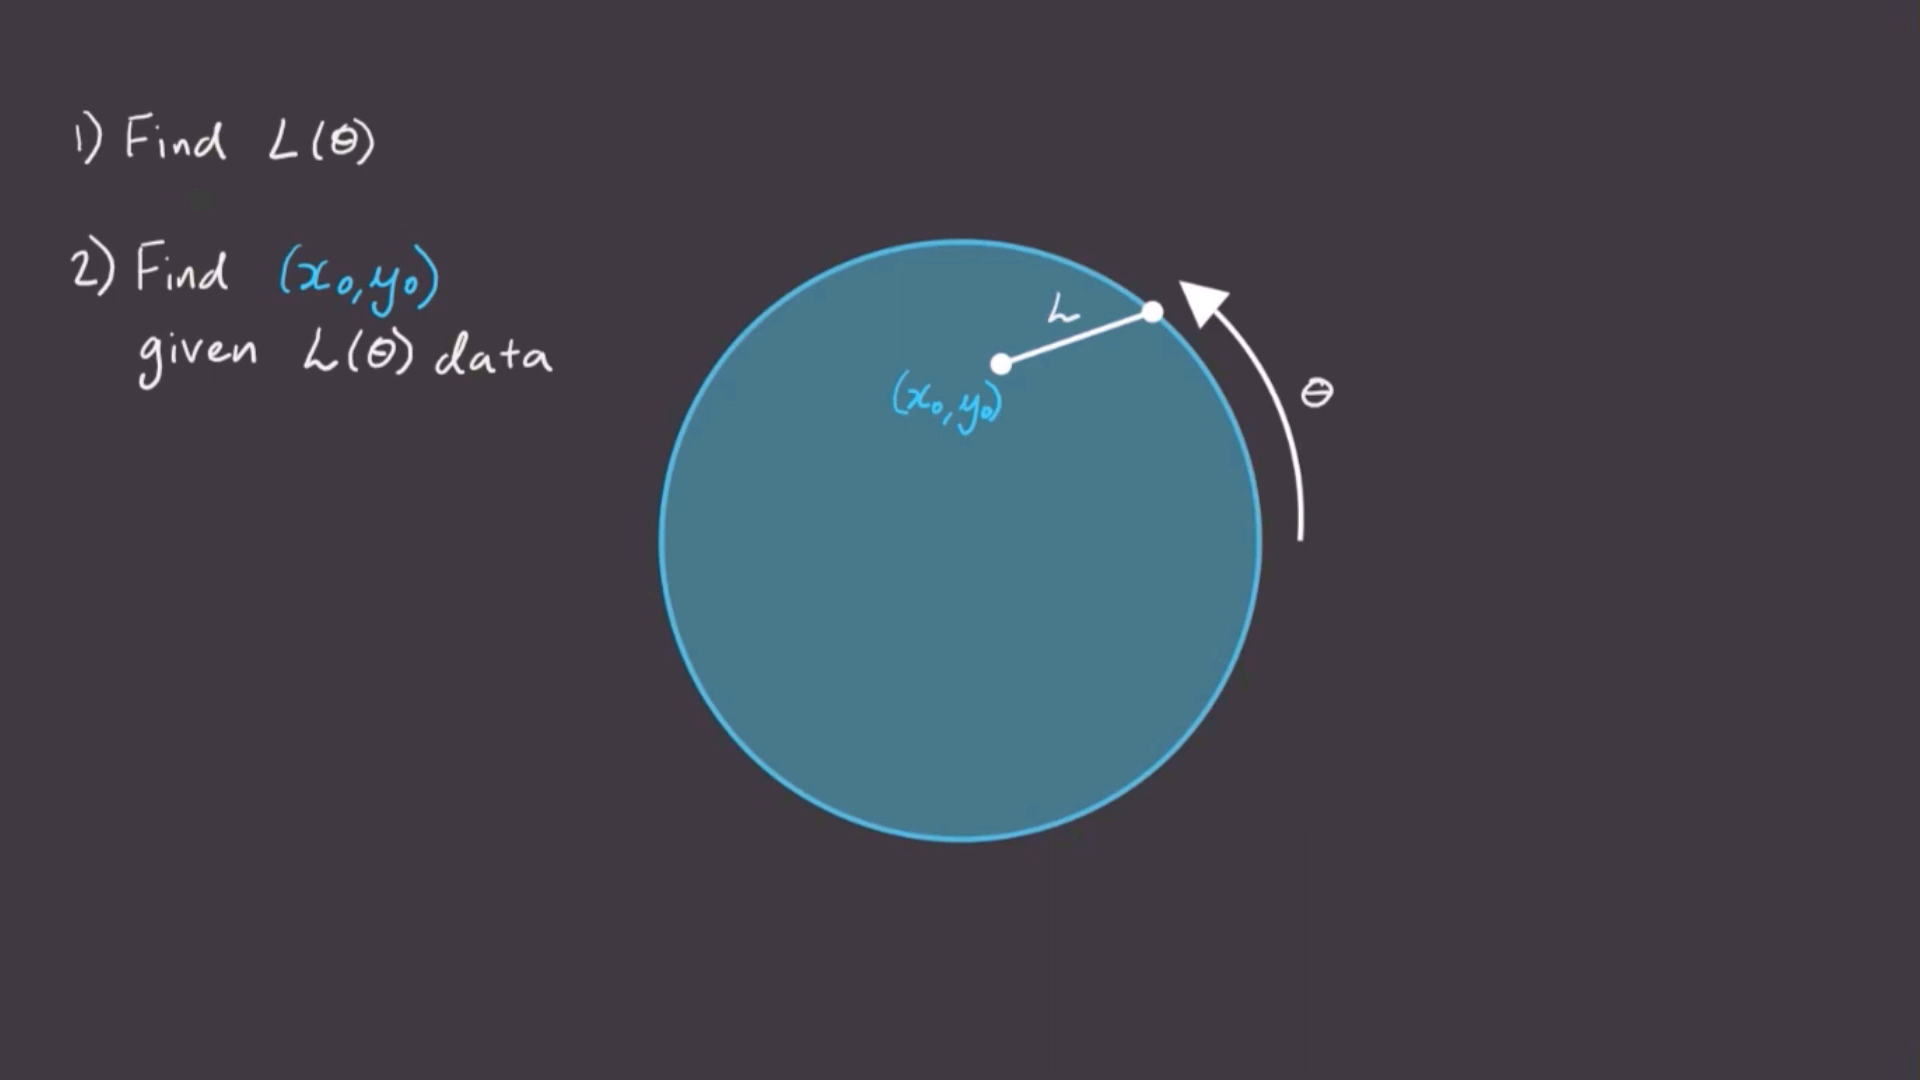 1) Find L(θ)
2) Find (x₀,y₀)
given L(θ) data
L
(x₀,y₀)
θ